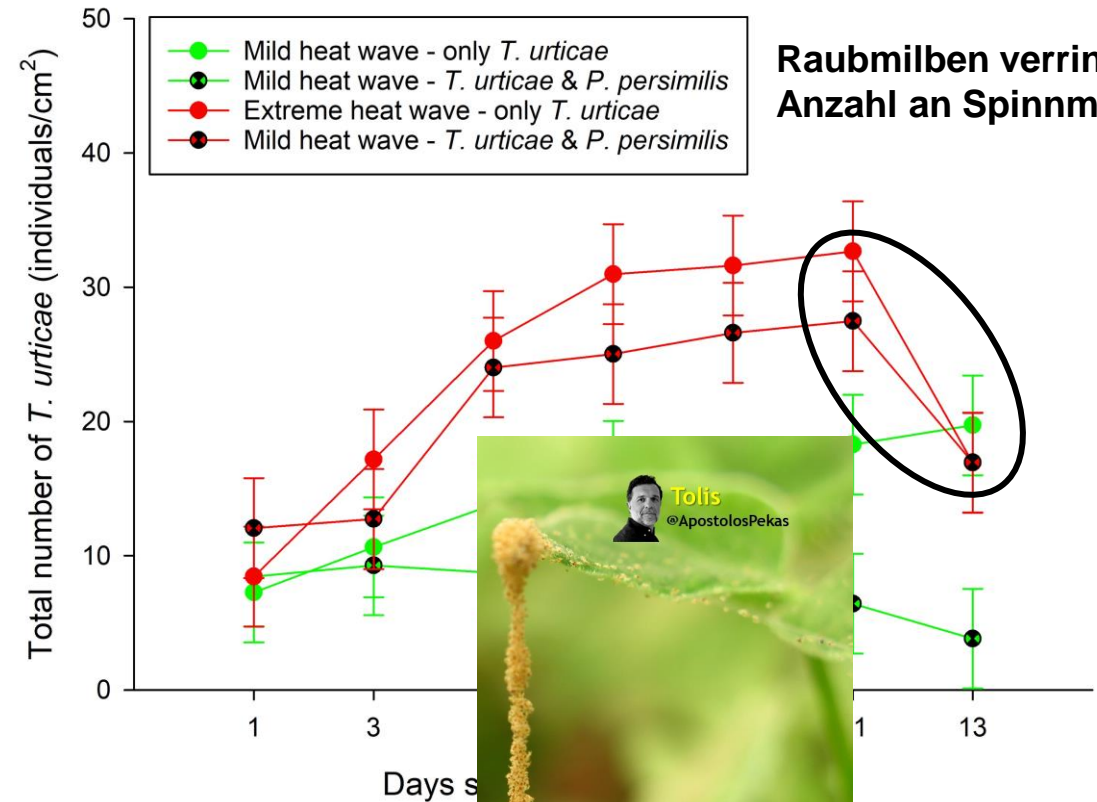 50
40
30
20
10
0
Total number of T. urticae (individuals/cm²)
Mild heat wave - only T. urticae
Mild heat wave - T. urticae & P. persimilis
Extreme heat wave - only T. urticae
Mild heat wave - T. urticae & P. persimilis
Raubmilben verrin
Anzahl an Spinnm
Tolis
@ApostolosPekas
1
3
1
13
Days s